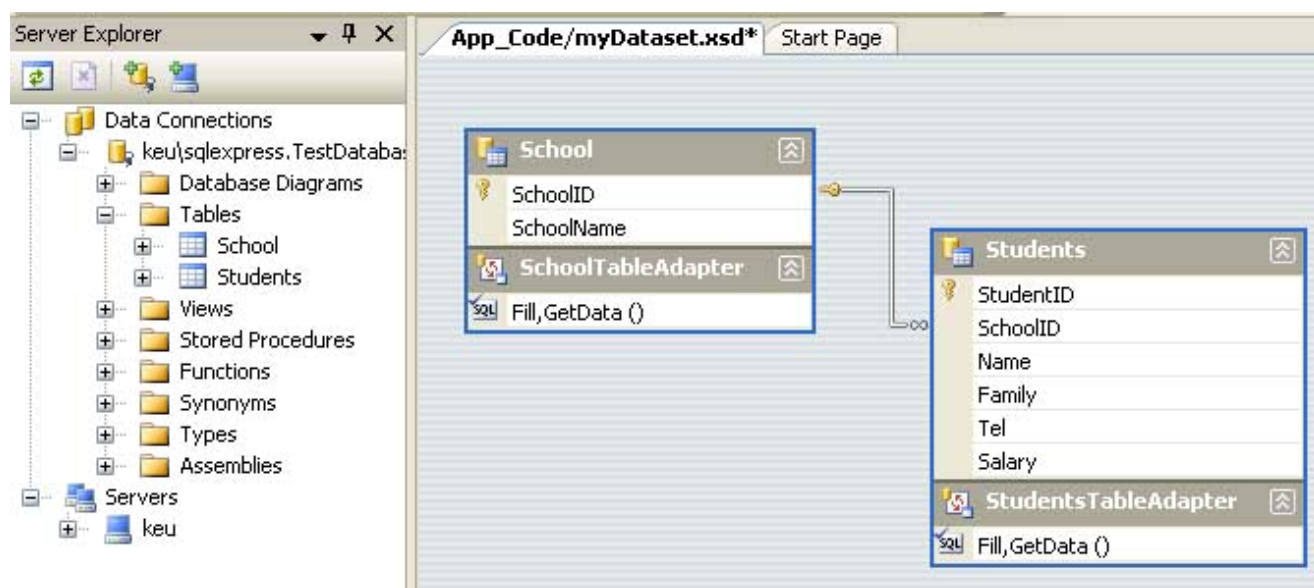 Server Explorer
App_Code/myDataset.xsd*
Start Page
Data Connections
keu\sqlexpress.TestDataba
Database Diagrams
Tables
School
Students
Views
Stored Procedures
Functions
Synonyms
Types
Assemblies
Servers
keu
School
SchoolID
SchoolName
SchoolTableAdapter
SQL Fill,GetData ()
Students
StudentID
SchoolID
Name
Family
Tel
Salary
StudentsTableAdapter
SQL Fill,GetData ()